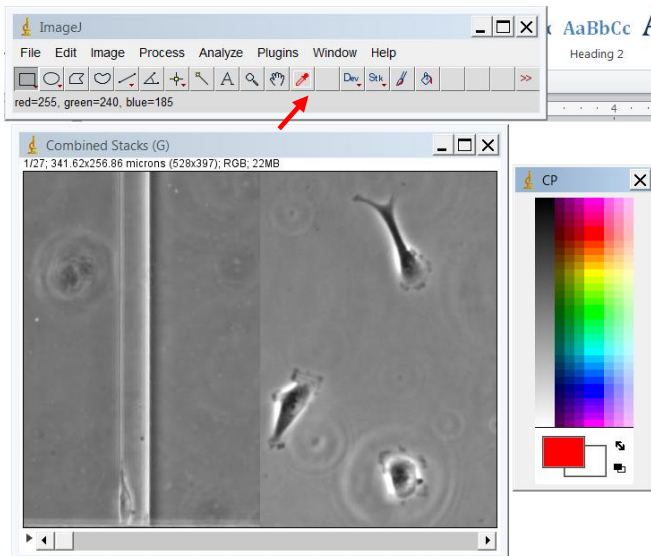 ImageJ
File Edit Image Process Analyze Plugins Window Help
A Dev Stk >>
red=255, green=240, blue=185
AaBbCc
Heading 2
4
Combined Stacks (G)
1/27; 341.62x256.86 microns (528x397); RGB; 22MB
CP